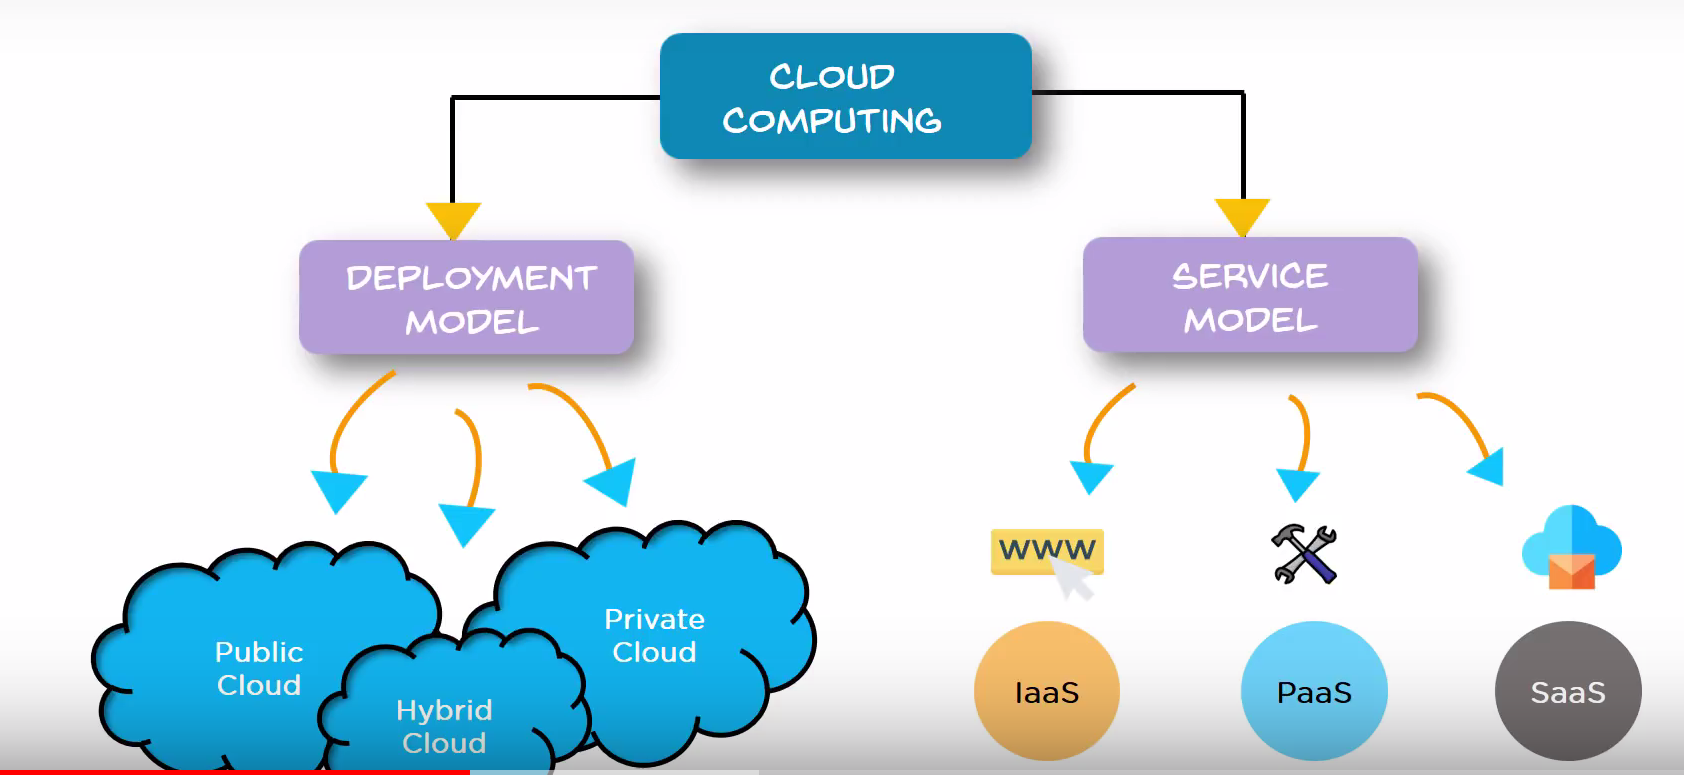 CLOUD
COMPUTING
DEPLOYMENT
MODEL
SERVICE
MODEL
Public
Cloud
Hybrid
Cloud
Private
Cloud
WWW
IaaS
PaaS
SaaS